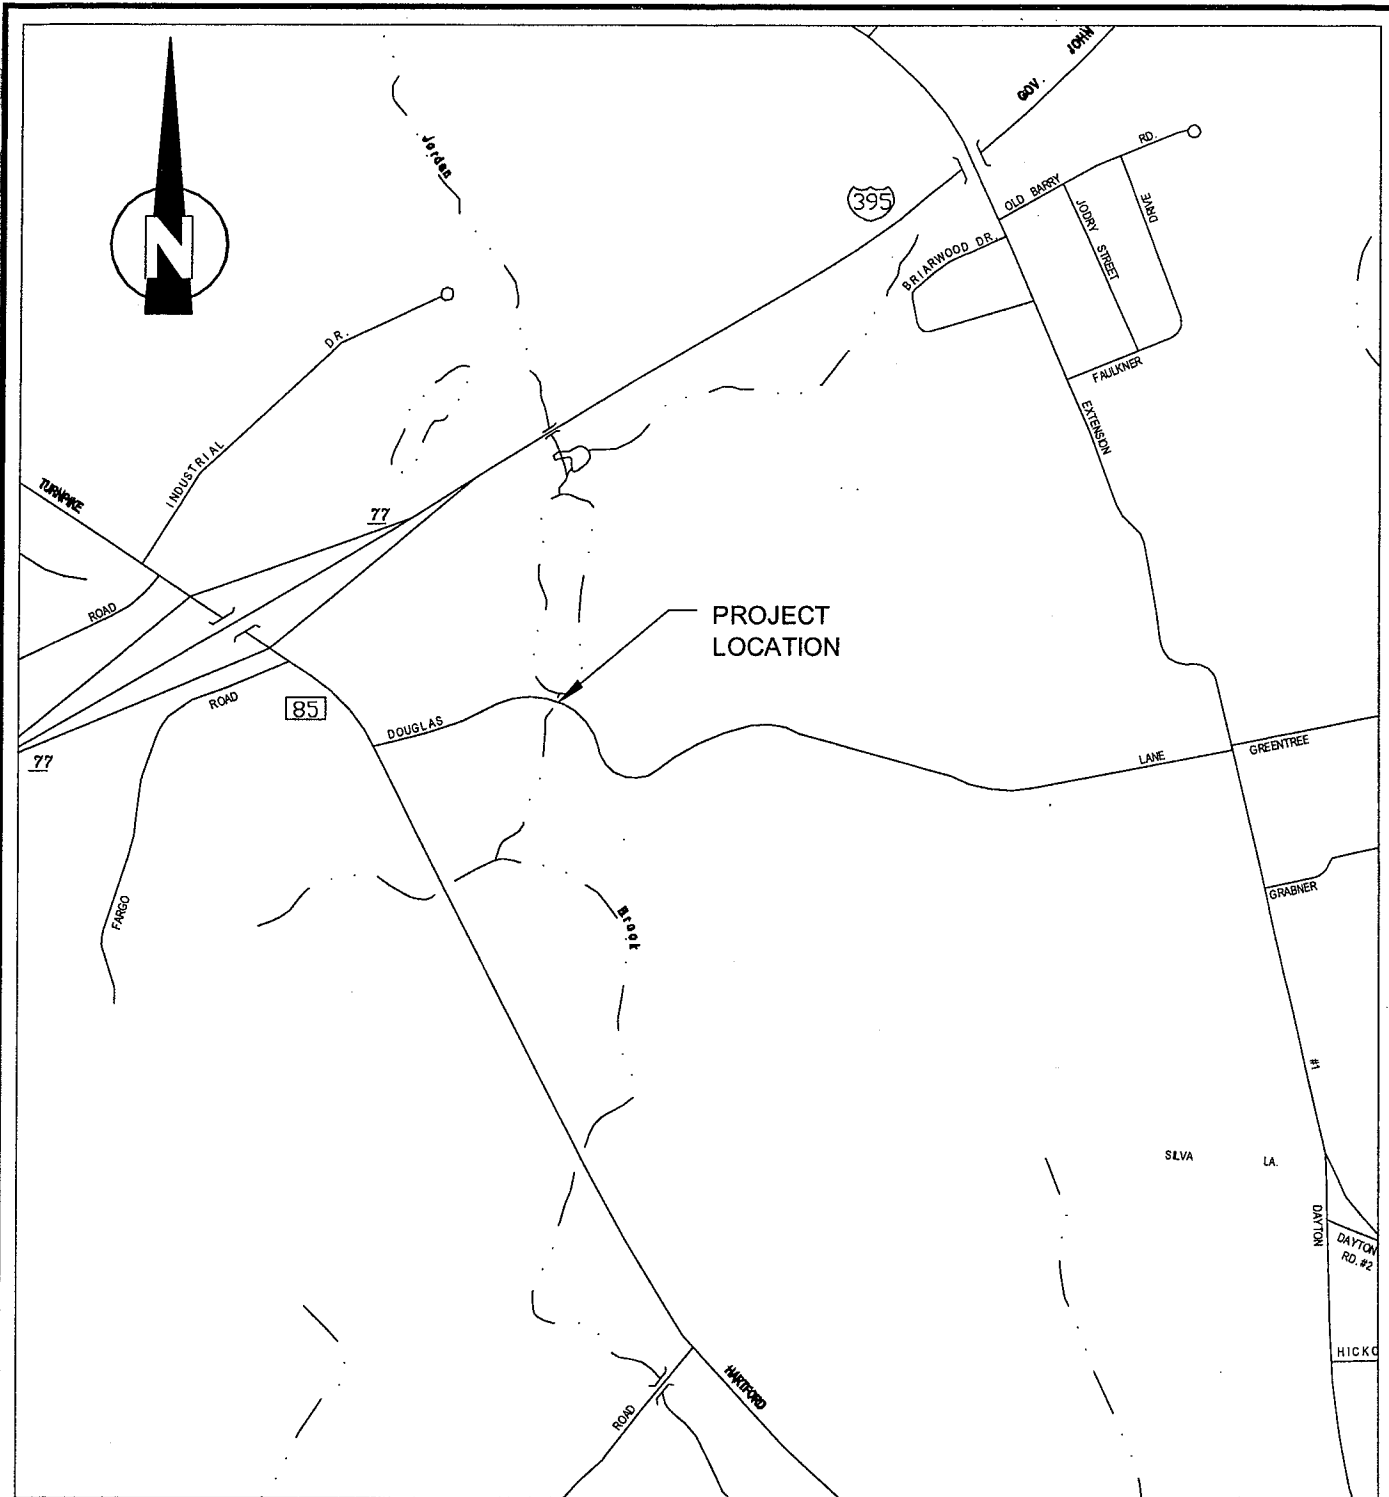 JOHN
GOV.
Jordan
RD.
395
OLD BARRY
JODRY STREET
DRIVE
BRIARWOOD DR.
N
DR.
FAULKNER
INDUSTRIAL
EXTENSION
TURNPIKE
77
ROAD
PROJECT
LOCATION
ROAD
85
DOUGLAS
LANE
GREENTREE
77
GRABNER
FARGO
Brook
#1
SILVA LA.
DAYTON
DAYTON
RD. #2
HICKO
HARTFORD
ROAD